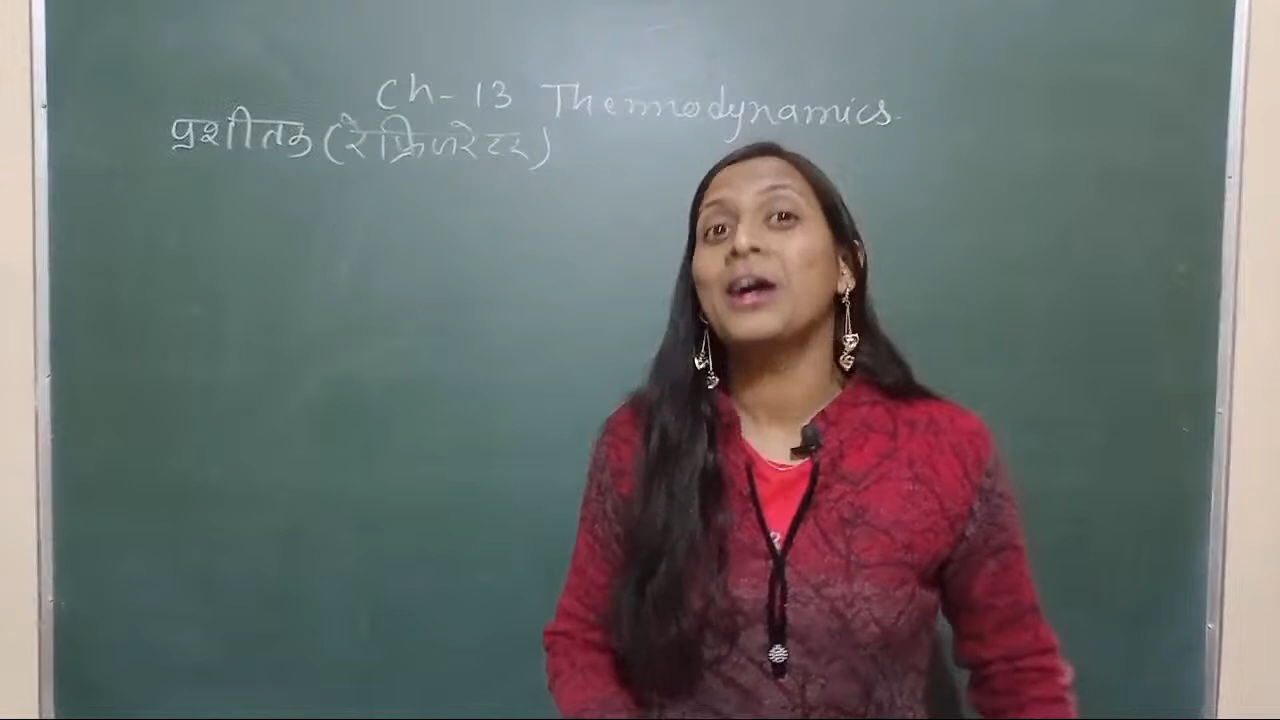 Ch - 13 Thermodynamics.
प्रशीतक (रेफ्रिजरेटर)